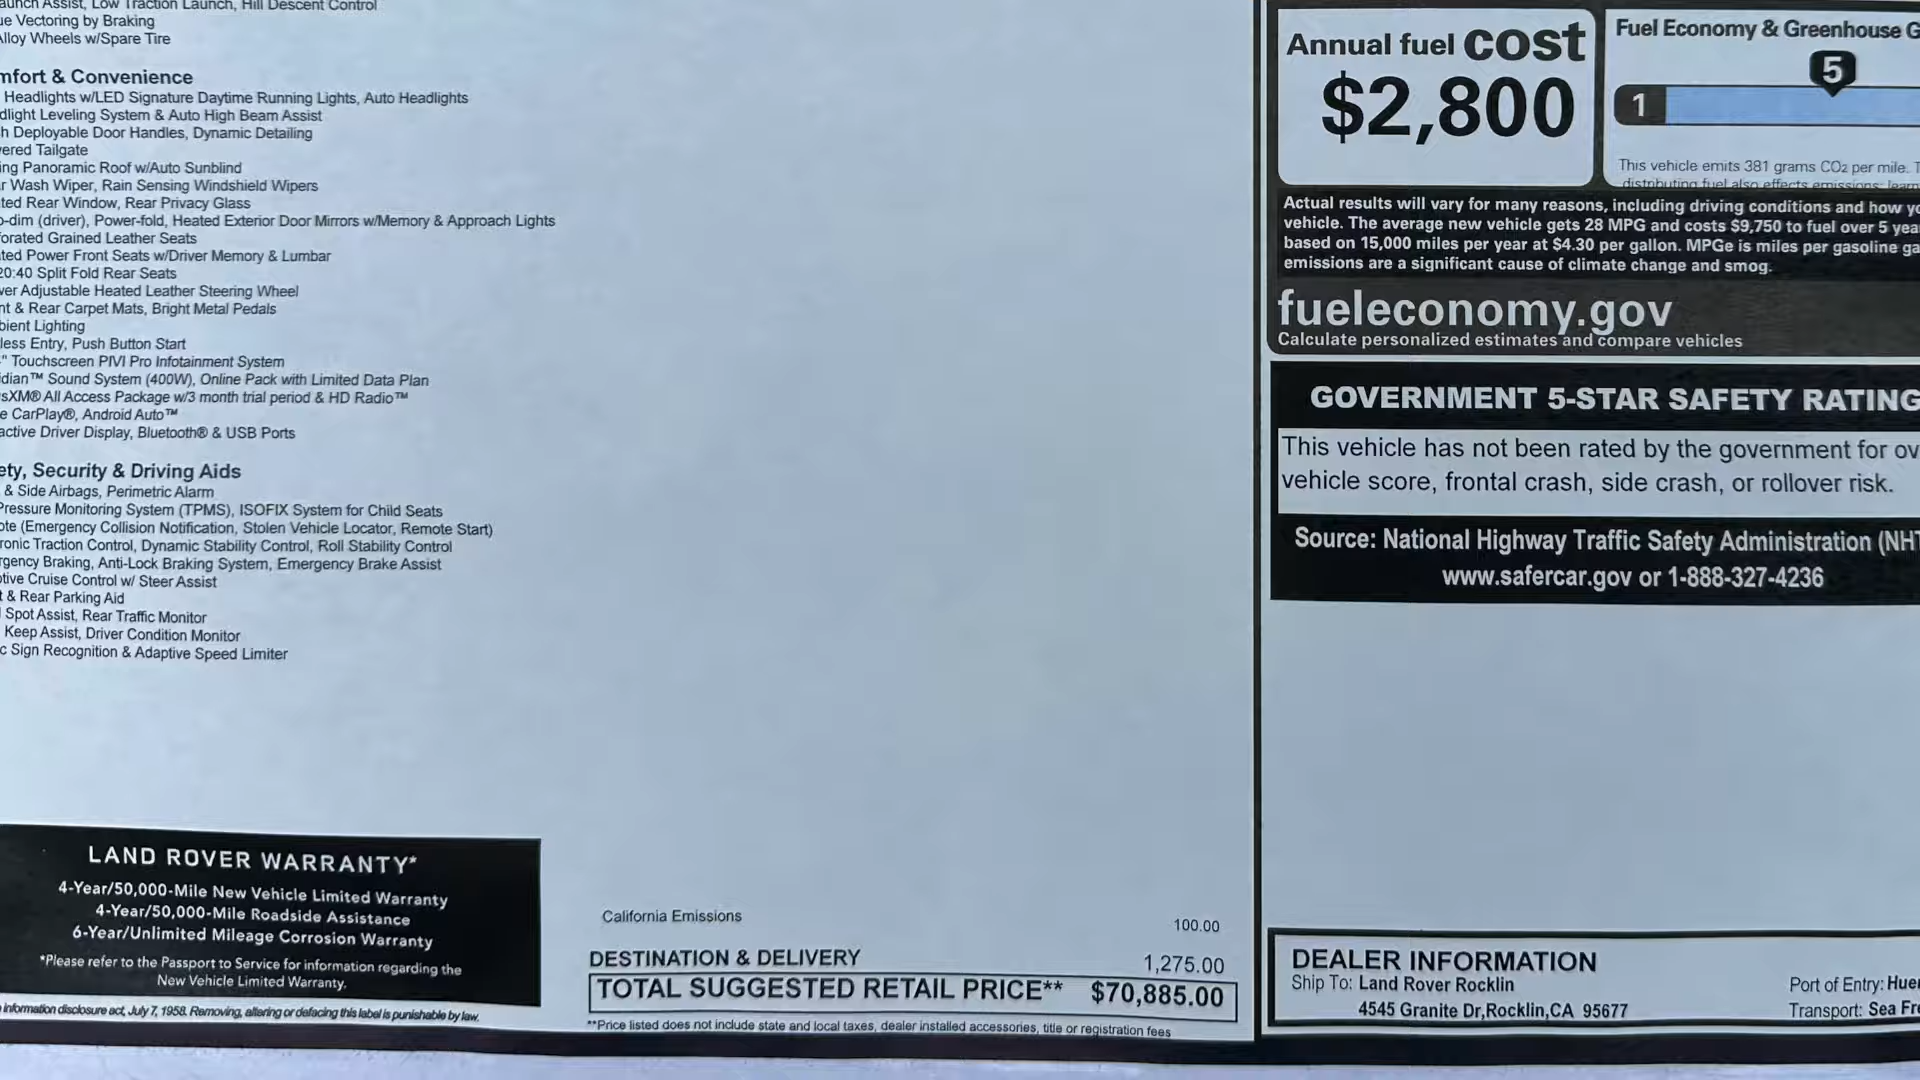 Launch Assist, Low Traction Launch, Hill Descent Control
ue Vectoring by Braking
Alloy Wheels w/Spare Tire
mfort & Convenience
Headlights w/LED Signature Daytime Running Lights, Auto Headlights
dlight Leveling System & Auto High Beam Assist
h Deployable Door Handles, Dynamic Detailing
ered Tailgate
ing Panoramic Roof w/Auto Sunblind
r Wash Wiper, Rain Sensing Windshield Wipers
ted Rear Window, Rear Privacy Glass
o-dim (driver), Power-fold, Heated Exterior Door Mirrors w/Memory & Approach Lights
forated Grained Leather Seats
ted Power Front Seats w/Driver Memory & Lumbar
20:40 Split Fold Rear Seats
ver Adjustable Heated Leather Steering Wheel
nt & Rear Carpet Mats, Bright Metal Pedals
bient Lighting
less Entry, Push Button Start
" Touchscreen PIVI Pro Infotainment System
idian™ Sound System (400W), Online Pack with Limited Data Plan
sXM® All Access Package w/3 month trial period & HD Radio™
e CarPlay®, Android Auto™
active Driver Display, Bluetooth® & USB Ports
ety, Security & Driving Aids
& Side Airbags, Perimetric Alarm
Pressure Monitoring System (TPMS), ISOFIX System for Child Seats
ote (Emergency Collision Notification, Stolen Vehicle Locator, Remote Start)
ronic Traction Control, Dynamic Stability Control, Roll Stability Control
rgency Braking, Anti-Lock Braking System, Emergency Brake Assist
ptive Cruise Control w/ Steer Assist
t & Rear Parking Aid
Spot Assist, Rear Traffic Monitor
Keep Assist, Driver Condition Monitor
c Sign Recognition & Adaptive Speed Limiter
LAND ROVER WARRANTY*
4-Year/50,000-Mile New Vehicle Limited Warranty
4-Year/50,000-Mile Roadside Assistance
6-Year/Unlimited Mileage Corrosion Warranty
*Please refer to the Passport to Service for information regarding the
New Vehicle Limited Warranty.
information disclosure act, July 7, 1958. Removing, altering or defacing this label is punishable by law.
California Emissions 100.00
DESTINATION & DELIVERY 1,275.00
TOTAL SUGGESTED RETAIL PRICE** $70,885.00
**Price listed does not include state and local taxes, dealer installed accessories, title or registration fees
Annual fuel cost
$2,800
Fuel Economy & Greenhouse G
5
1
This vehicle emits 381 grams CO2 per mile. T
distributing fuel also effects emissions; learn
Actual results will vary for many reasons, including driving conditions and how yo
vehicle. The average new vehicle gets 28 MPG and costs $9,750 to fuel over 5 yea
based on 15,000 miles per year at $4.30 per gallon. MPGe is miles per gasoline ga
emissions are a significant cause of climate change and smog.
fueleconomy.gov
Calculate personalized estimates and compare vehicles
GOVERNMENT 5-STAR SAFETY RATING
This vehicle has not been rated by the government for ov
vehicle score, frontal crash, side crash, or rollover risk.
Source: National Highway Traffic Safety Administration (NHT
www.safercar.gov or 1-888-327-4236
DEALER INFORMATION
Ship To: Land Rover Rocklin
4545 Granite Dr,Rocklin,CA 95677
Port of Entry: Huen
Transport: Sea Fre